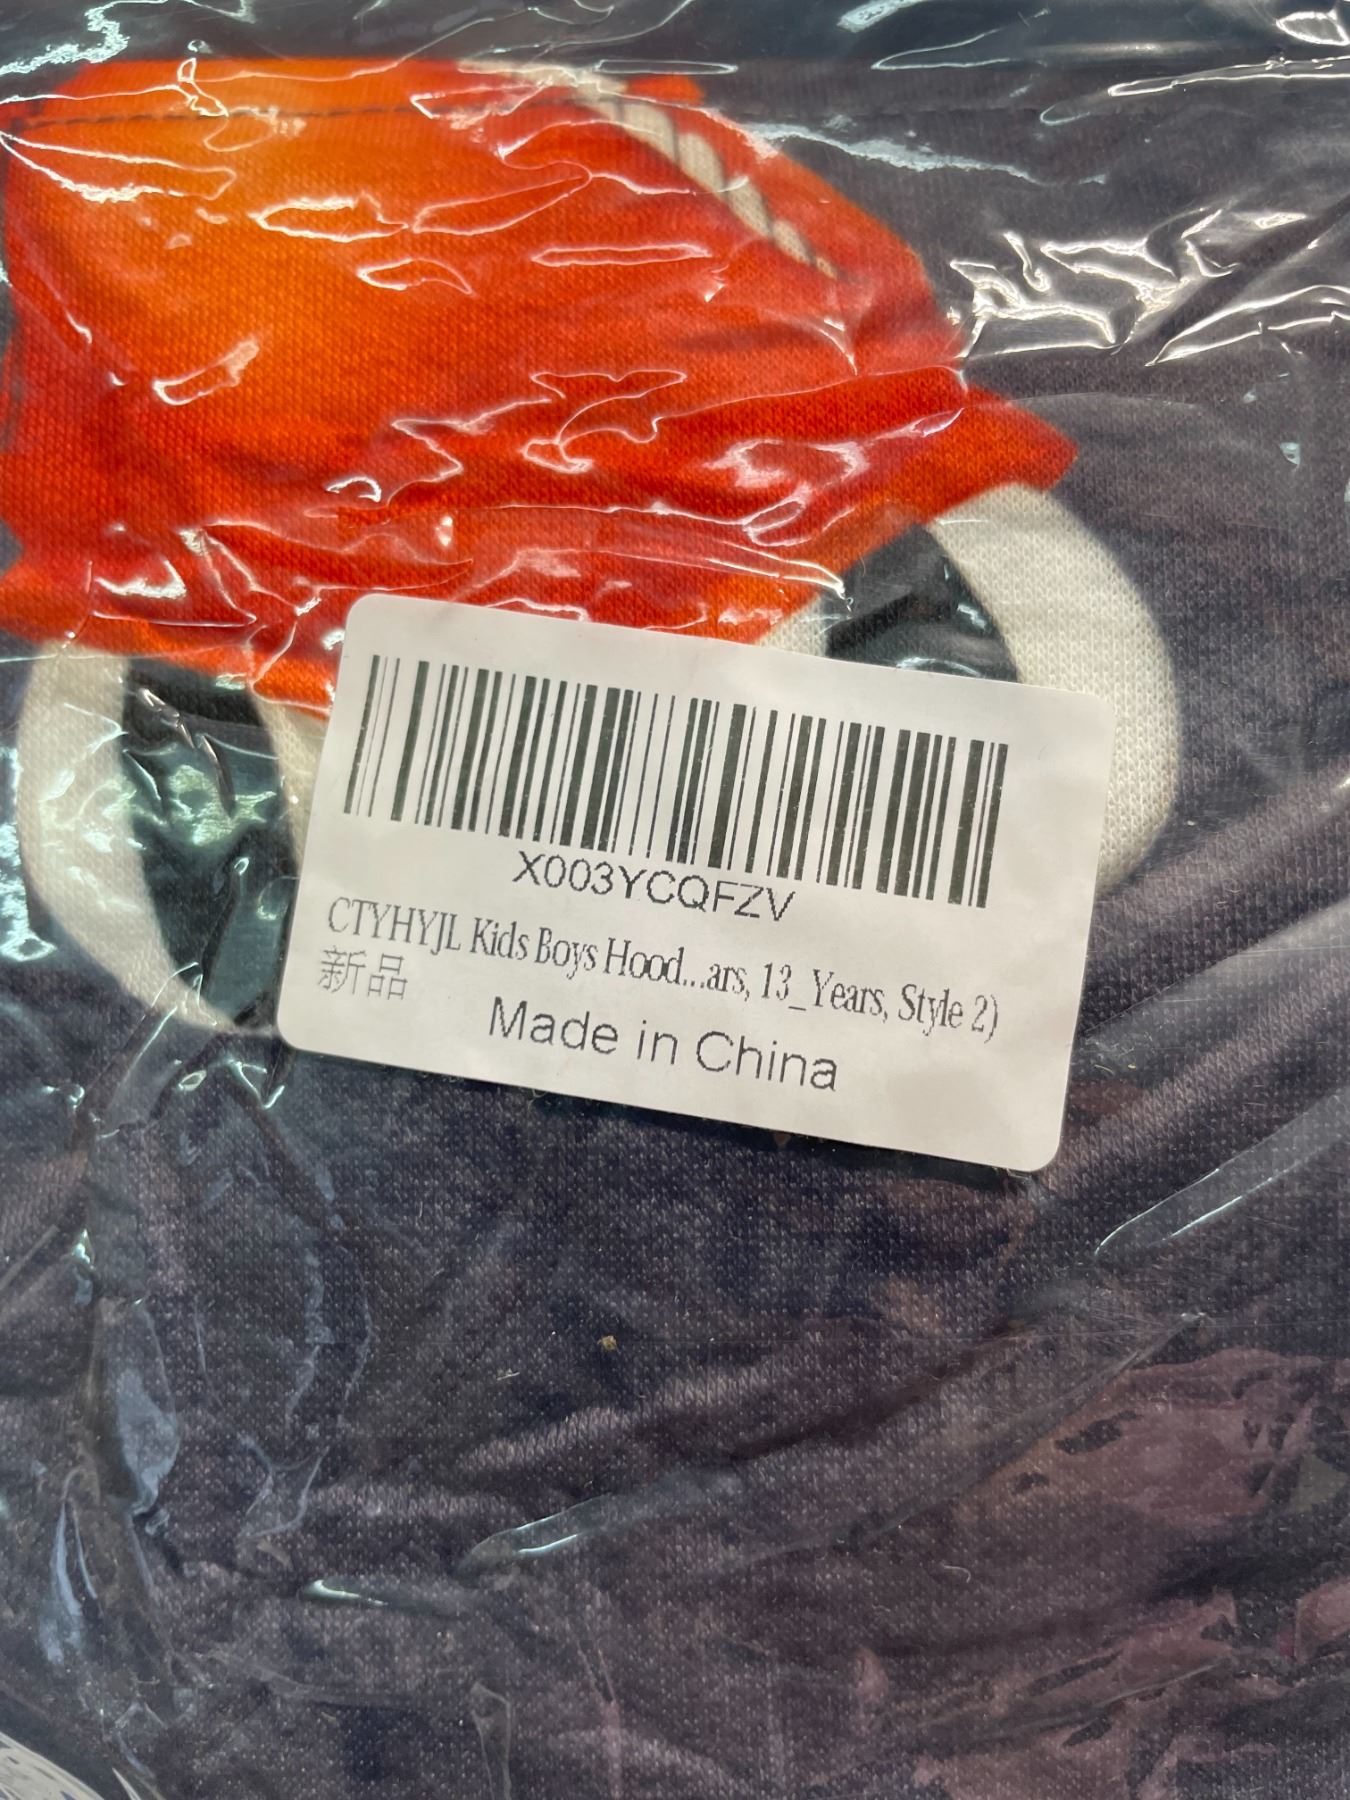 X003YCQFZV
CTYHYJL Kids Boys Hood...ars, 13_Years, Style 2)
新品
Made in China